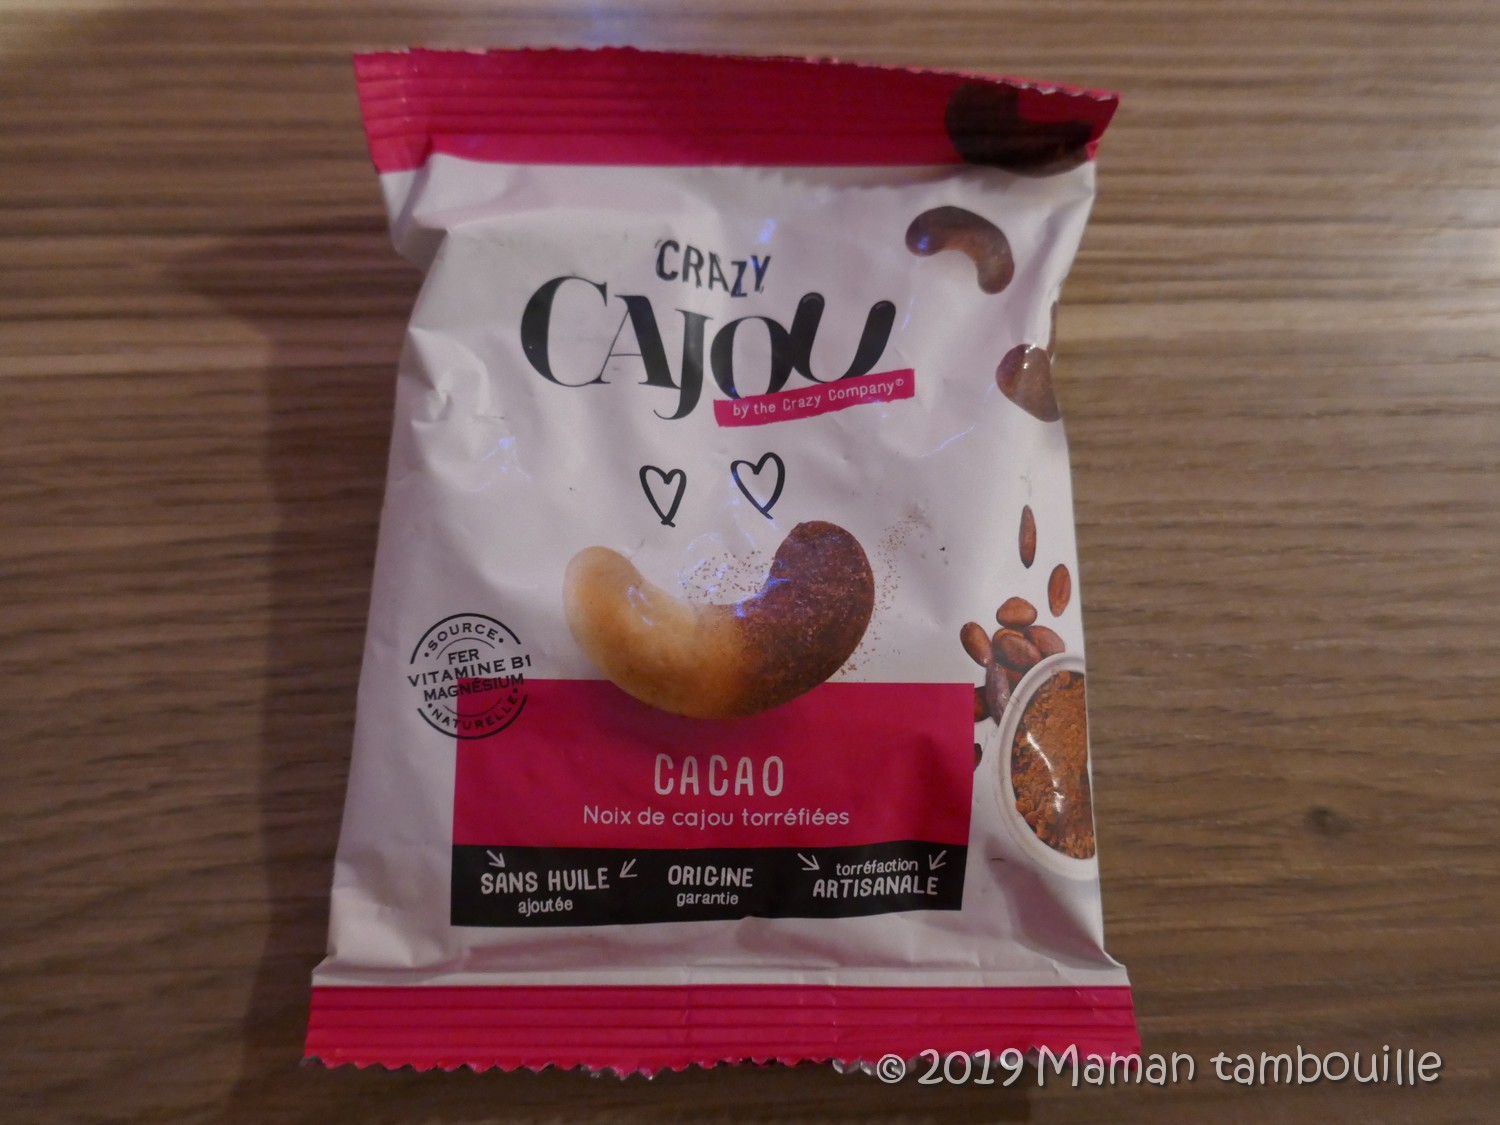 CRAZY
CAJOU
by the Crazy Company©
SOURCE
FER
VITAMINE B1
MAGNÉSIUM
NATURELLE
CACAO
Noix de cajou torréfiées
SANS HUILE
ajoutée
ORIGINE
garantie
torréfaction
ARTISANALE
© 2019 Maman tambouille